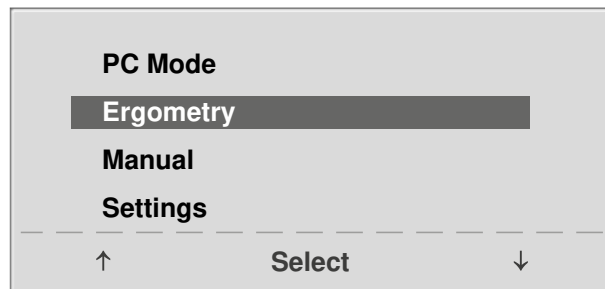 PC Mode
Ergometry
Manual
Settings
↑ Select ↓